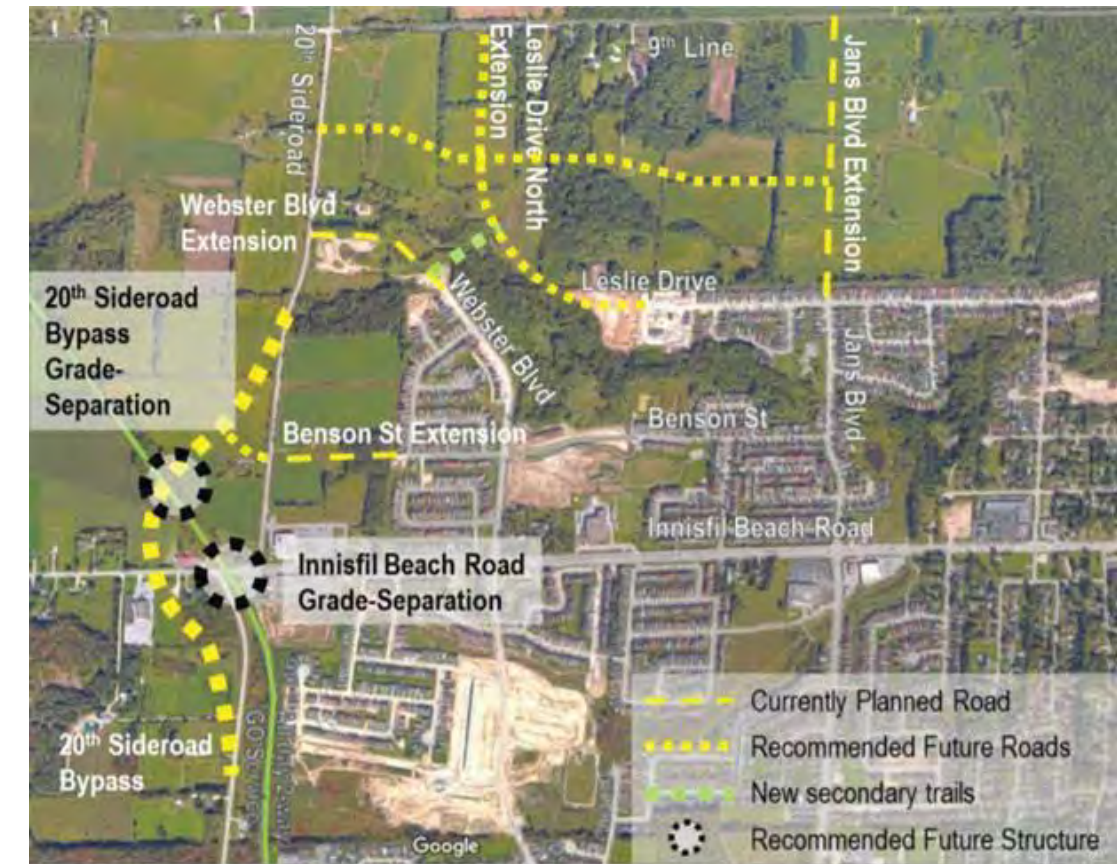 20th Sideroad
Leslie Drive North
Extension
9th Line
Jans Blvd Extension
Webster Blvd
Extension
20th Sideroad
Bypass
Grade-
Separation
Leslie Drive
Webster Blvd
Jans Blvd
Benson St Extension
Benson St
Innisfil Beach Road
Innisfil Beach Road
Grade-Separation
20th Sideroad
Bypass
Currently Planned Road
Recommended Future Roads
New secondary trails
Recommended Future Structure
Google